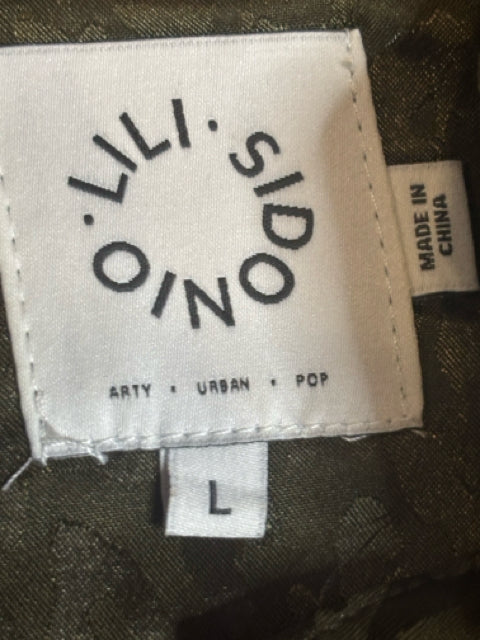 LILI · SIDONIO ·
ARTY · URBAN · POP
MADE IN
CHINA
L